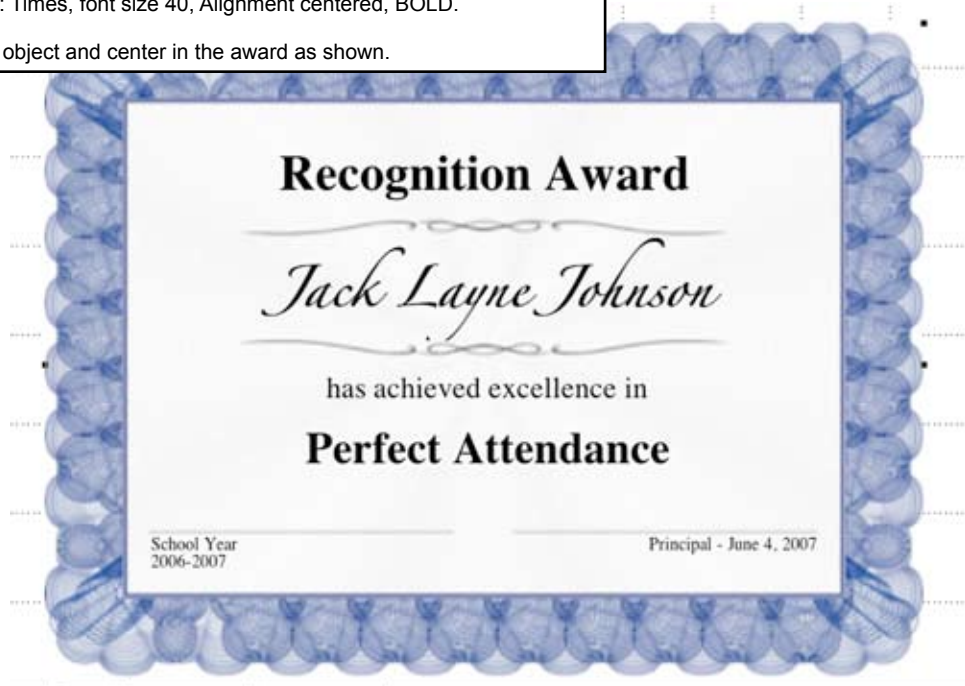 : Times, font size 40, Alignment centered, BOLD.
object and center in the award as shown.
Recognition Award
Jack Layne Johnson
has achieved excellence in
Perfect Attendance
School Year
2006-2007
Principal - June 4, 2007